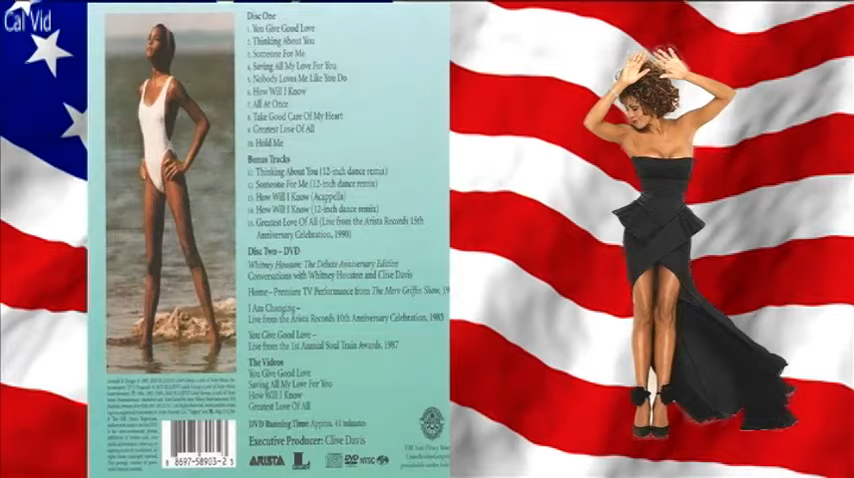 Cal Vid
Disc One
1. You Give Good Love
2. Thinking About You
3. Someone For Me
4. Saving All My Love For You
5. Nobody Loves Me Like You Do
6. How Will I Know
7. All At Once
8. Take Good Care Of My Heart
9. Greatest Love Of All
10. Hold Me
Bonus Tracks
11. Thinking About You (12-inch dance remix)
12. Someone For Me (12-inch dance remix)
13. How Will I Know (Acappella)
14. How Will I Know (12-inch dance remix)
15. Greatest Love Of All (Live from the Arista Records 15th
Anniversary Celebration, 1990)
Disc Two – DVD
Whitney Houston: The Deluxe Anniversary Edition
Conversations with Whitney Houston and Clive Davis
Home – Premiere TV Performance from The Merv Griffin Show, 19
I Am Changing –
Live from the Arista Records 10th Anniversary Celebration, 1985
You Give Good Love –
Live from the 1st Annual Soul Train Awards, 1987
The Videos
You Give Good Love
Saving All My Love For You
How Will I Know
Greatest Love Of All
DVD Running Time: Approx. 41 minutes
Executive Producer: Clive Davis
8 8697-58903-2 5
ARISTA
DVD
NTSC